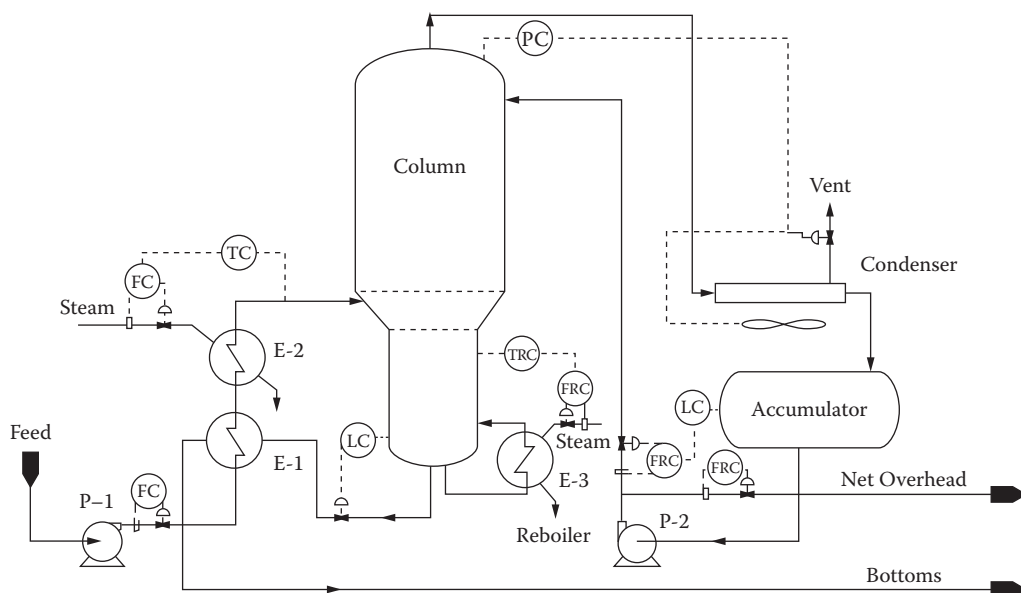 PC
Column
Vent
TC
FC
Condenser
Steam
E-2
TRC
FRC
LC
Accumulator
Feed
LC
Steam
E-1
FRC
FRC
E-3
P–1
FC
Net Overhead
P-2
Reboiler
Bottoms